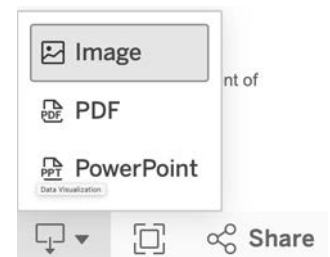 Image
nt of
PDF
PDF
PPT
PowerPoint
Data Visualization
Share